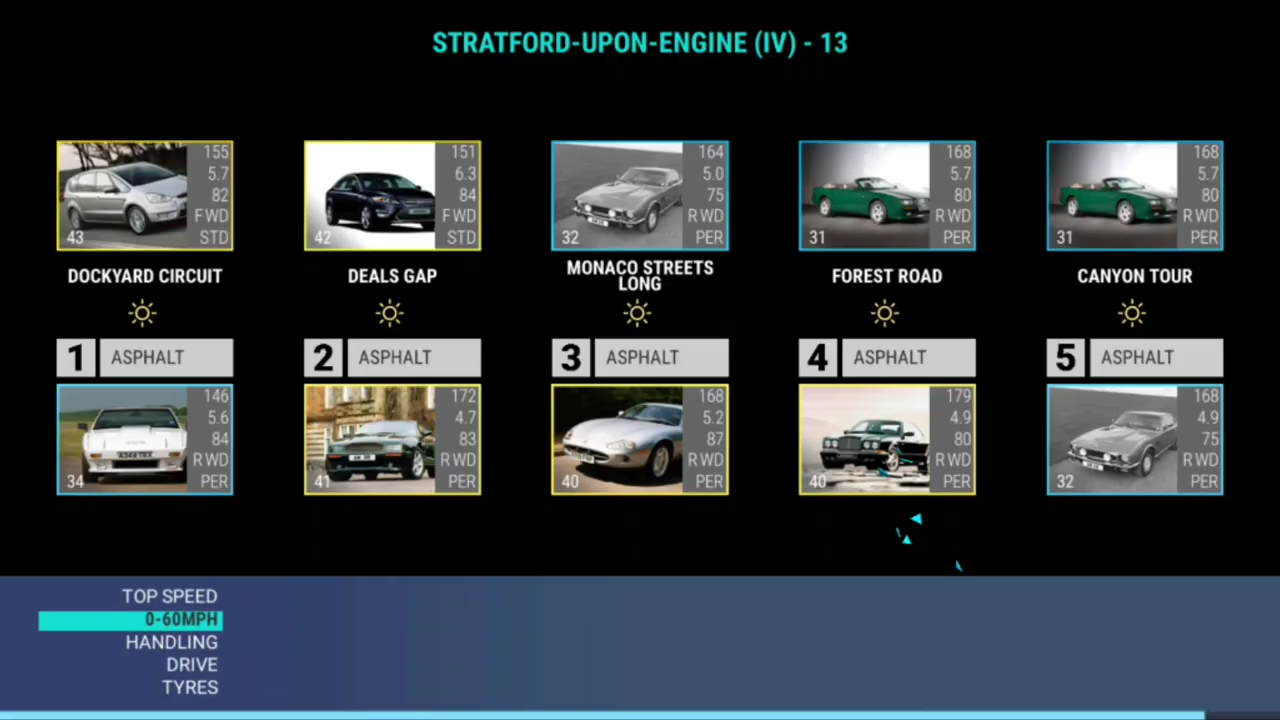 STRATFORD-UPON-ENGINE (IV) - 13
155
5.7
82
FWD
43 STD
151
6.3
84
FWD
42 STD
164
5.0
75
RWD
32 PER
168
5.7
80
RWD
31 PER
168
5.7
80
RWD
31 PER
DOCKYARD CIRCUIT
DEALS GAP
MONACO STREETS
LONG
FOREST ROAD
CANYON TOUR
1 ASPHALT
2 ASPHALT
3 ASPHALT
4 ASPHALT
5 ASPHALT
146
5.6
84
RWD
34 PER
172
4.7
83
RWD
41 PER
168
5.2
87
RWD
40 PER
179
4.9
80
RWD
40 PER
168
4.9
75
RWD
32 PER
TOP SPEED
0-60MPH
HANDLING
DRIVE
TYRES